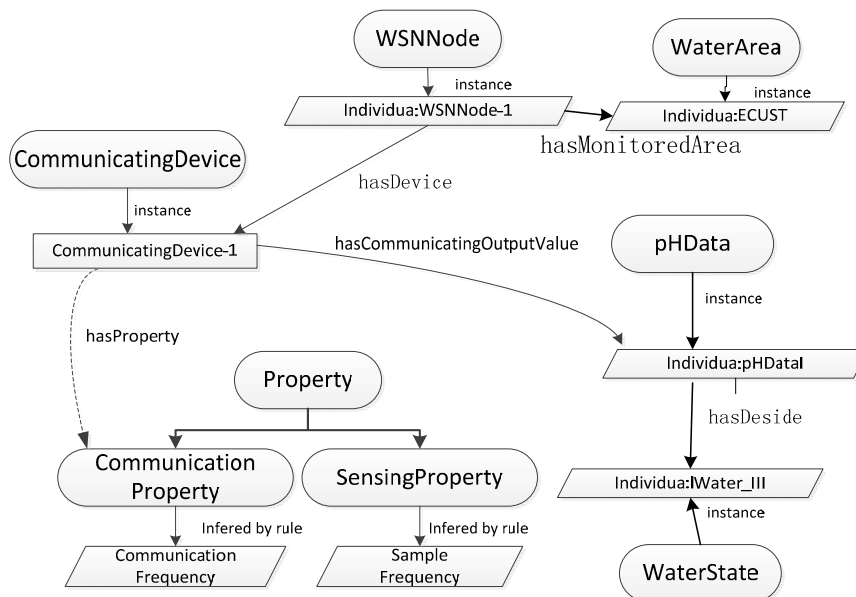 WSNNode
WaterArea
instance
instance
Individua:WSNNode-1
Individua:ECUST
hasMonitoredArea
CommunicatingDevice
hasDevice
instance
CommunicatingDevice-1
hasCommunicatingOutputValue
pHData
instance
hasProperty
Individua:pHDataI
Property
hasDeside
Communication
Property
SensingProperty
Individua:IWater_III
instance
Infered by rule
Infered by rule
Communication
Frequency
Sample
Frequency
WaterState